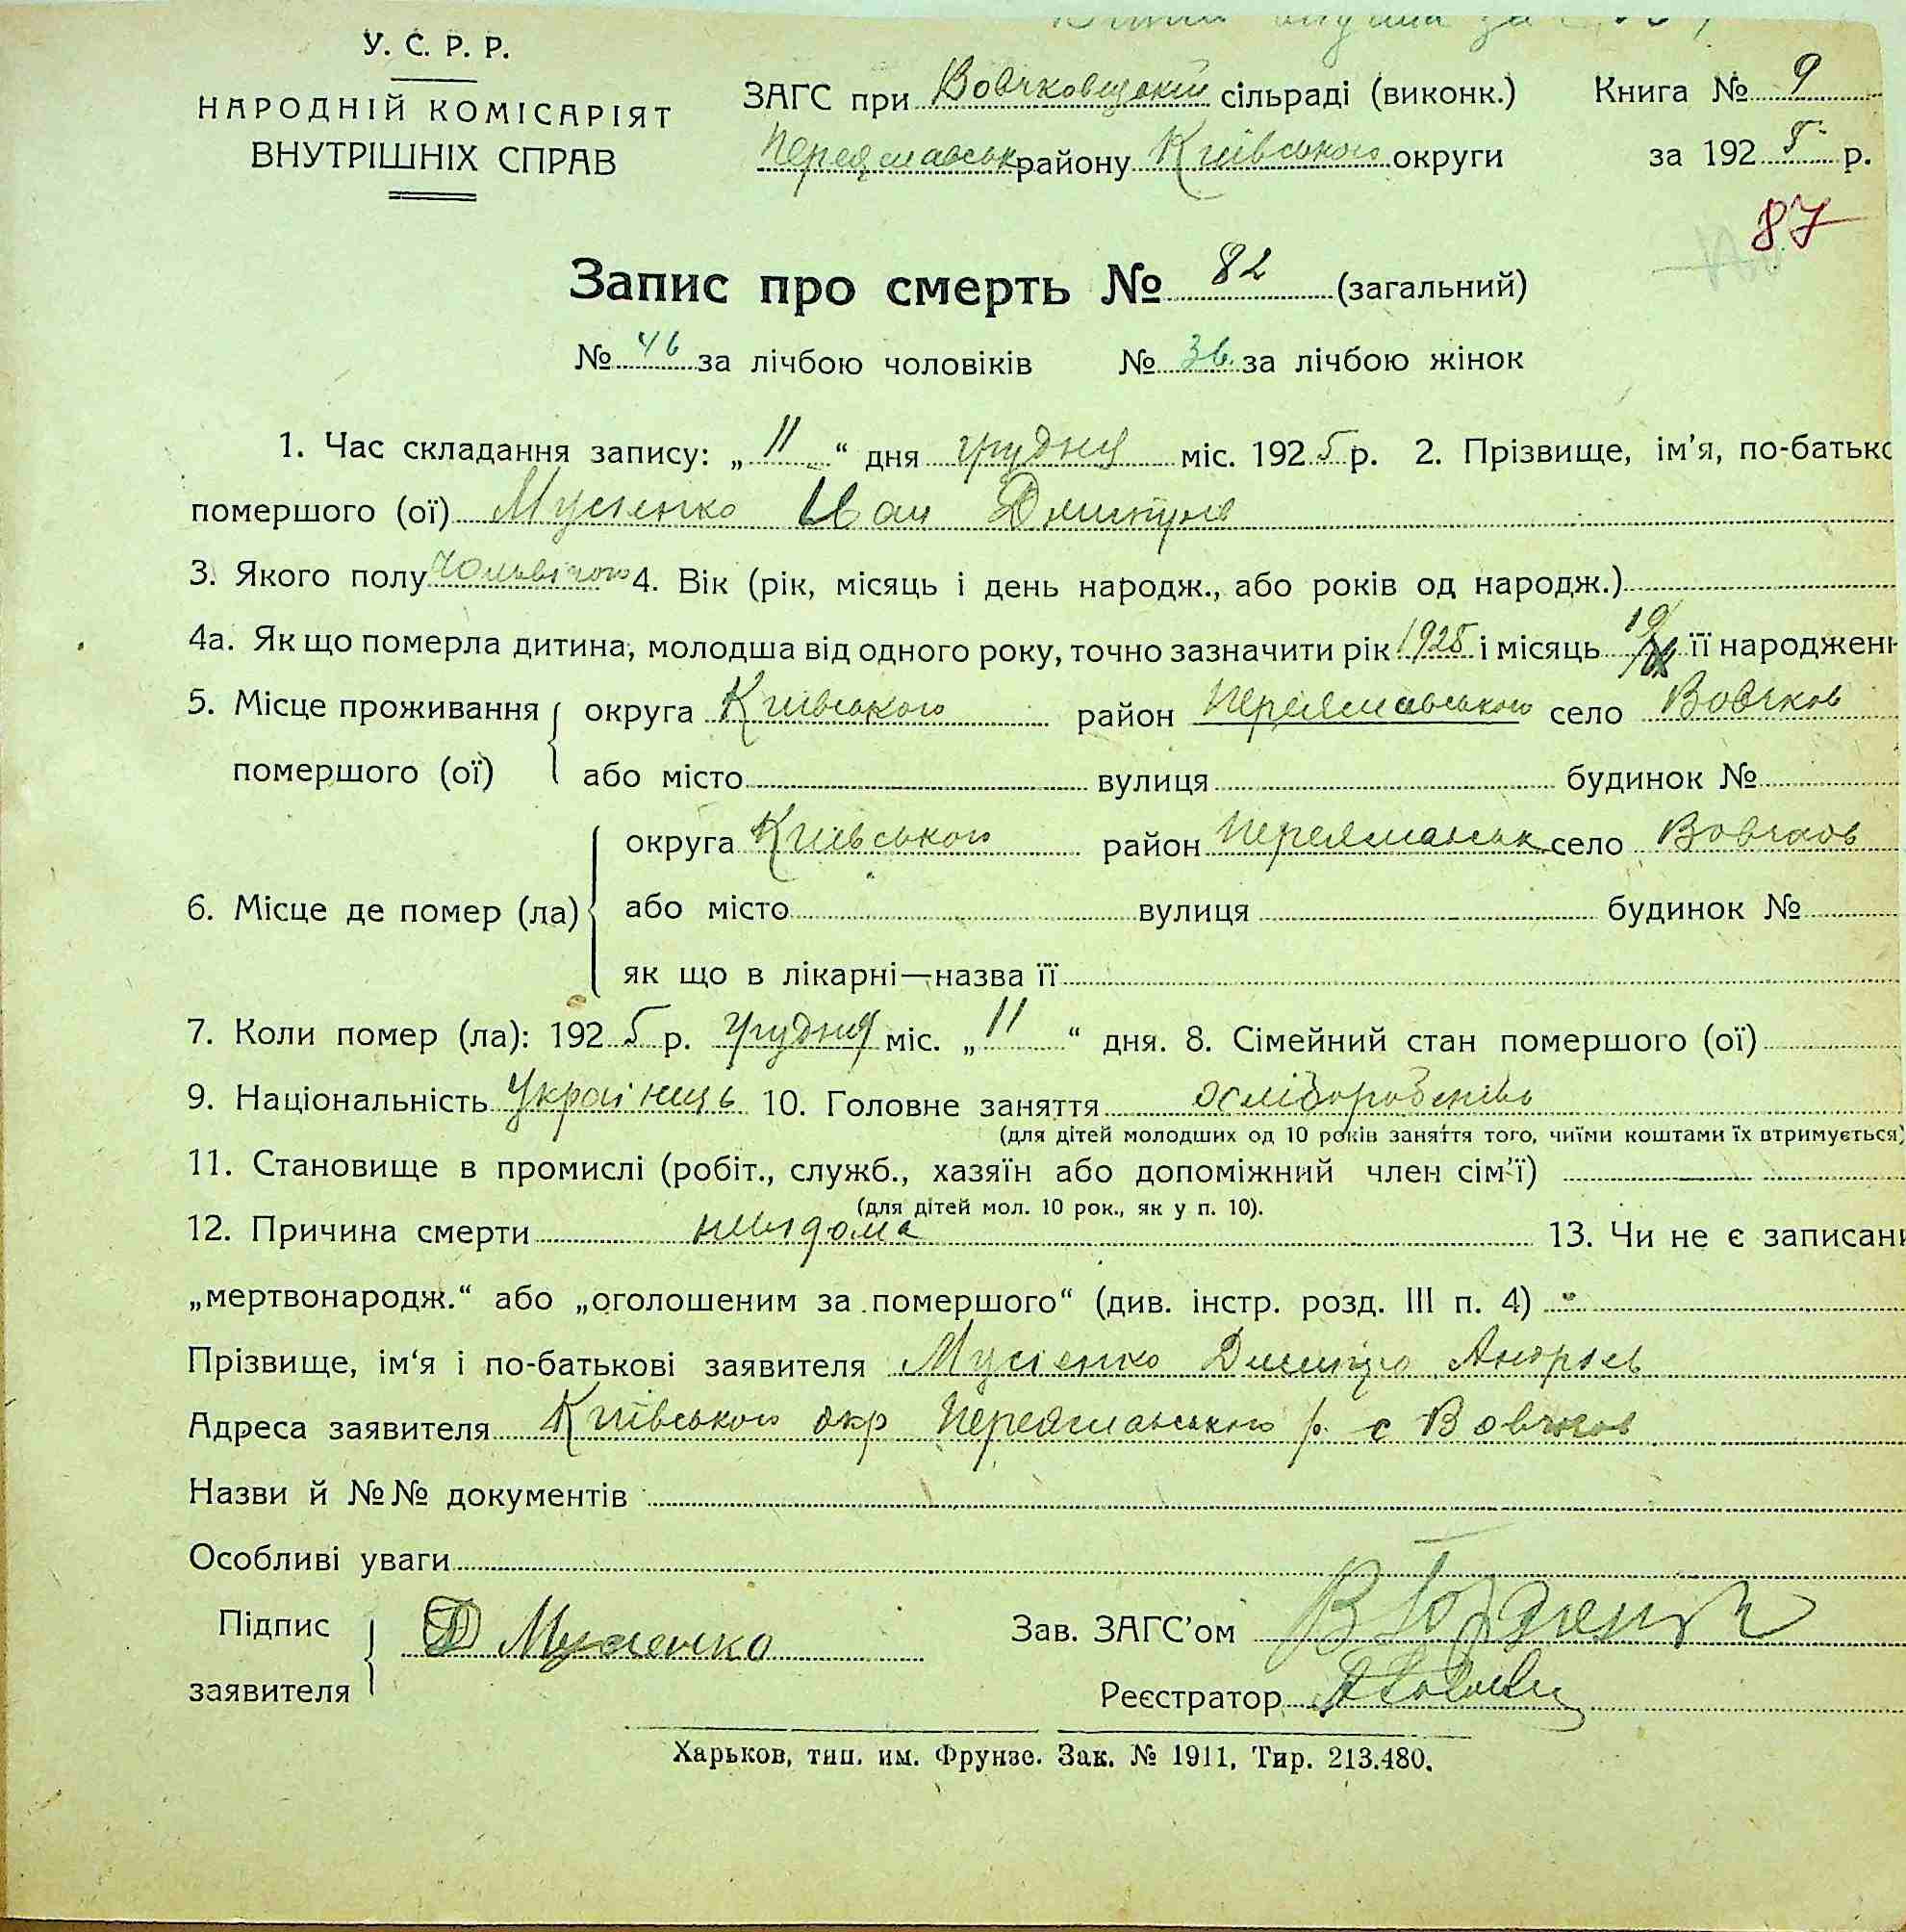 У. С. Р. Р.
НАРОДНІЙ КОМІСАРІЯТ
ВНУТРІШНІХ СПРАВ
ЗАГС при Вовчковецькій сільраді (виконк.) Книга № 9
Переяславськ району Київського округи за 1925 р.
87
Запис про смерть № 82 (загальний)
№ 46 за лічбою чоловіків № 36 за лічбою жінок
1. Час складання запису: „ 11 “ дня грудня міс. 1925 р. 2. Прізвище, ім’я, по-батько
помершого (ої) Мусіенко Иван Дмитров
3. Якого полу 4. Вік (рік, місяць і день народж., або років од народж.)
4а. Як що померла дитина, молодша від одного року, точно зазначити рік 1925 і місяць її народженн
5. Місце проживання помершого (ої) округа Київського район Переяславського село Вовчков
або місто вулиця будинок №
6. Місце де помер (ла) округа Київського район Переяславськ село Вовчков
або місто вулиця будинок №
як що в лікарні—назва її
7. Коли помер (ла): 1925 р. грудня міс. „ 11 “ дня. 8. Сімейний стан помершого (ої)
9. Національність Українець 10. Головне заняття хліборобство
(для дітей молодших од 10 років заняття того, чиїми коштами їх втримується)
11. Становище в промислі (робіт., служб., хазяїн або допоміжний член сім’ї)
(для дітей мол. 10 рок., як у п. 10).
12. Причина смерти невідома 13. Чи не є записани
„мертвонародж.“ або „оголошеним за помершого“ (див. інстр. розд. III п. 4)
Прізвище, ім‘я і по-батькові заявителя Мусіенко Дмитро Андріев
Адреса заявителя Київського окр Переяславського р. с Вовчков
Назви й №№ документів
Особливі уваги
Підпис заявителя Д Мусіенко Зав. ЗАГС’ом
Реєстратор
Харьков, тип. им. Фрунзе. Зак. № 1911, Тир. 213.480.